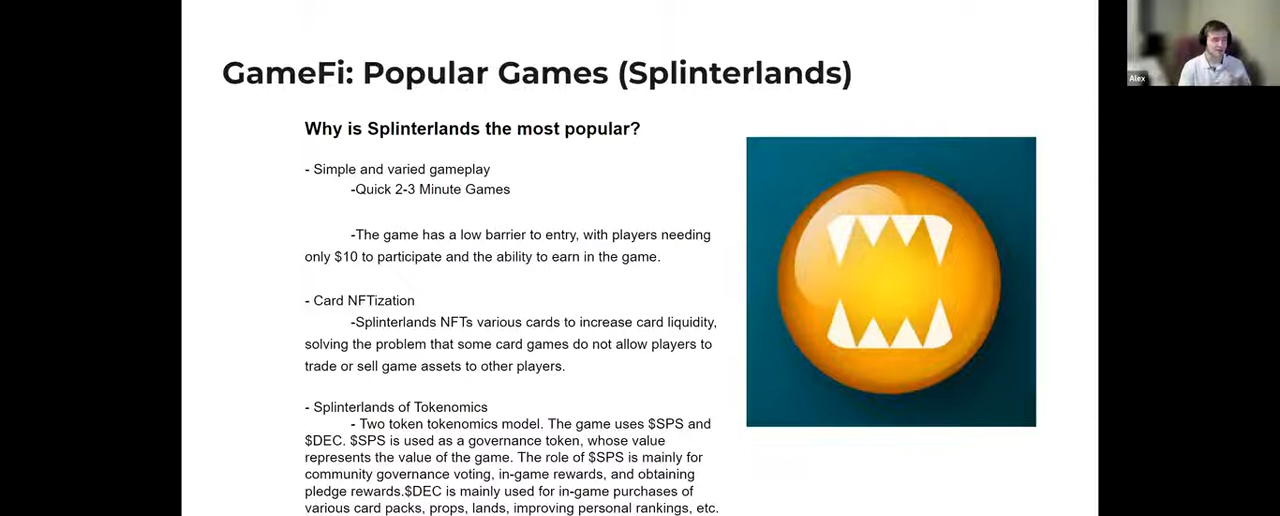 GameFi: Popular Games (Splinterlands)
Alex
Why is Splinterlands the most popular?
- Simple and varied gameplay
-Quick 2-3 Minute Games
-The game has a low barrier to entry, with players needing
only $10 to participate and the ability to earn in the game.
- Card NFTization
-Splinterlands NFTs various cards to increase card liquidity,
solving the problem that some card games do not allow players to
trade or sell game assets to other players.
- Splinterlands of Tokenomics
- Two token tokenomics model. The game uses $SPS and
$DEC. $SPS is used as a governance token, whose value
represents the value of the game. The role of $SPS is mainly for
community governance voting, in-game rewards, and obtaining
pledge rewards.$DEC is mainly used for in-game purchases of
various card packs, props, lands, improving personal rankings, etc.